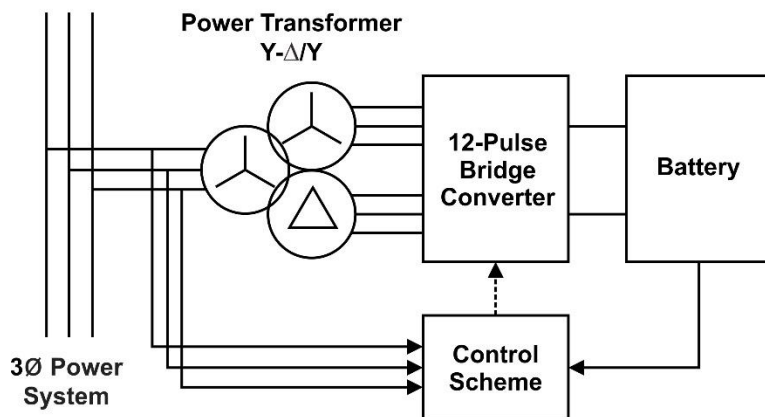 Power Transformer
Y-Δ/Y
12-Pulse
Bridge
Converter
Battery
3Ø Power
System
Control
Scheme